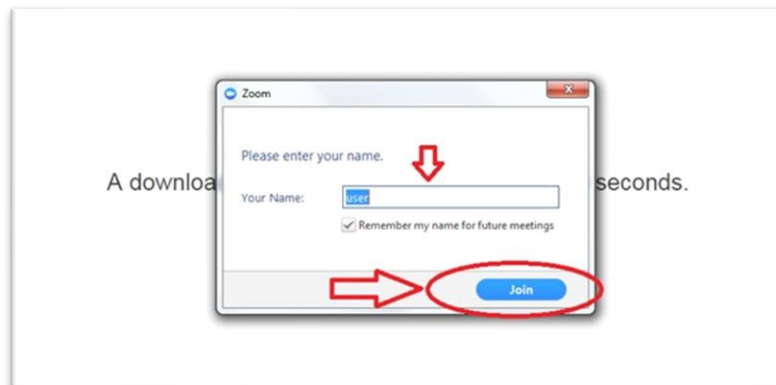 Zoom
Please enter your name.
A downloa
seconds.
Your Name: user
Remember my name for future meetings
Join